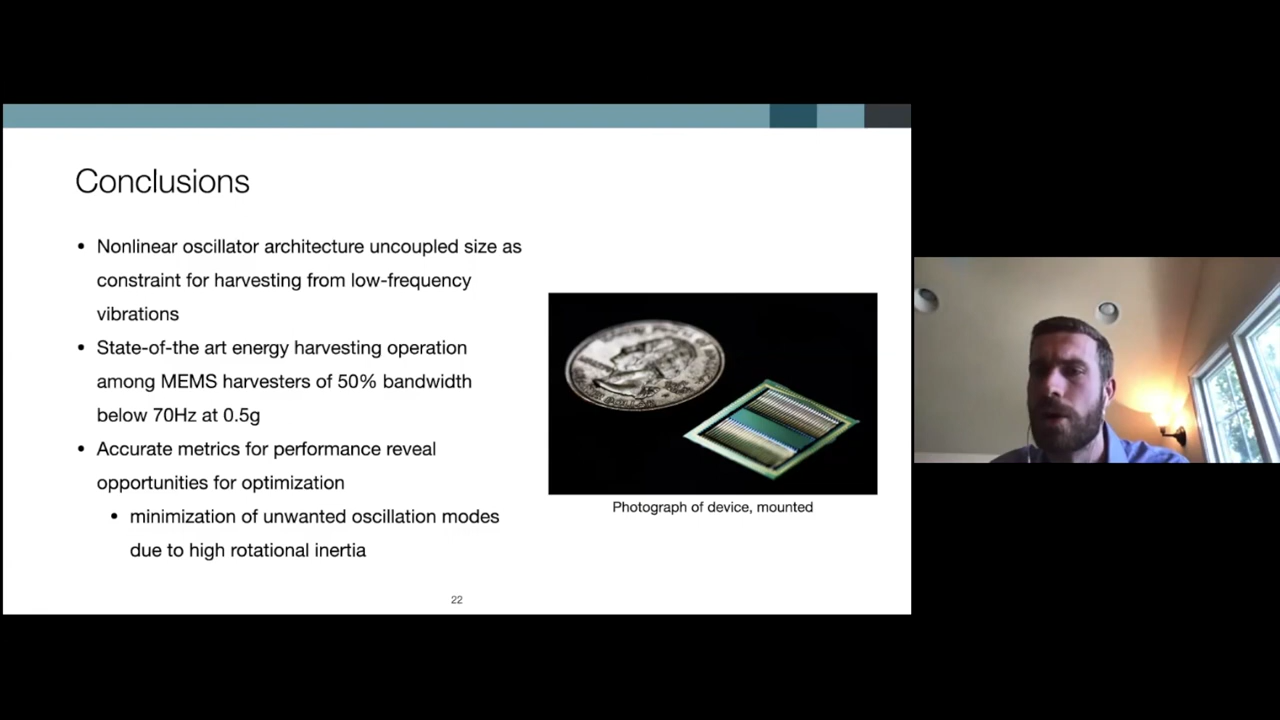 Conclusions
• Nonlinear oscillator architecture uncoupled size as
constraint for harvesting from low-frequency
vibrations
• State-of-the art energy harvesting operation
among MEMS harvesters of 50% bandwidth
below 70Hz at 0.5g
• Accurate metrics for performance reveal
opportunities for optimization
• minimization of unwanted oscillation modes
due to high rotational inertia
Photograph of device, mounted
22